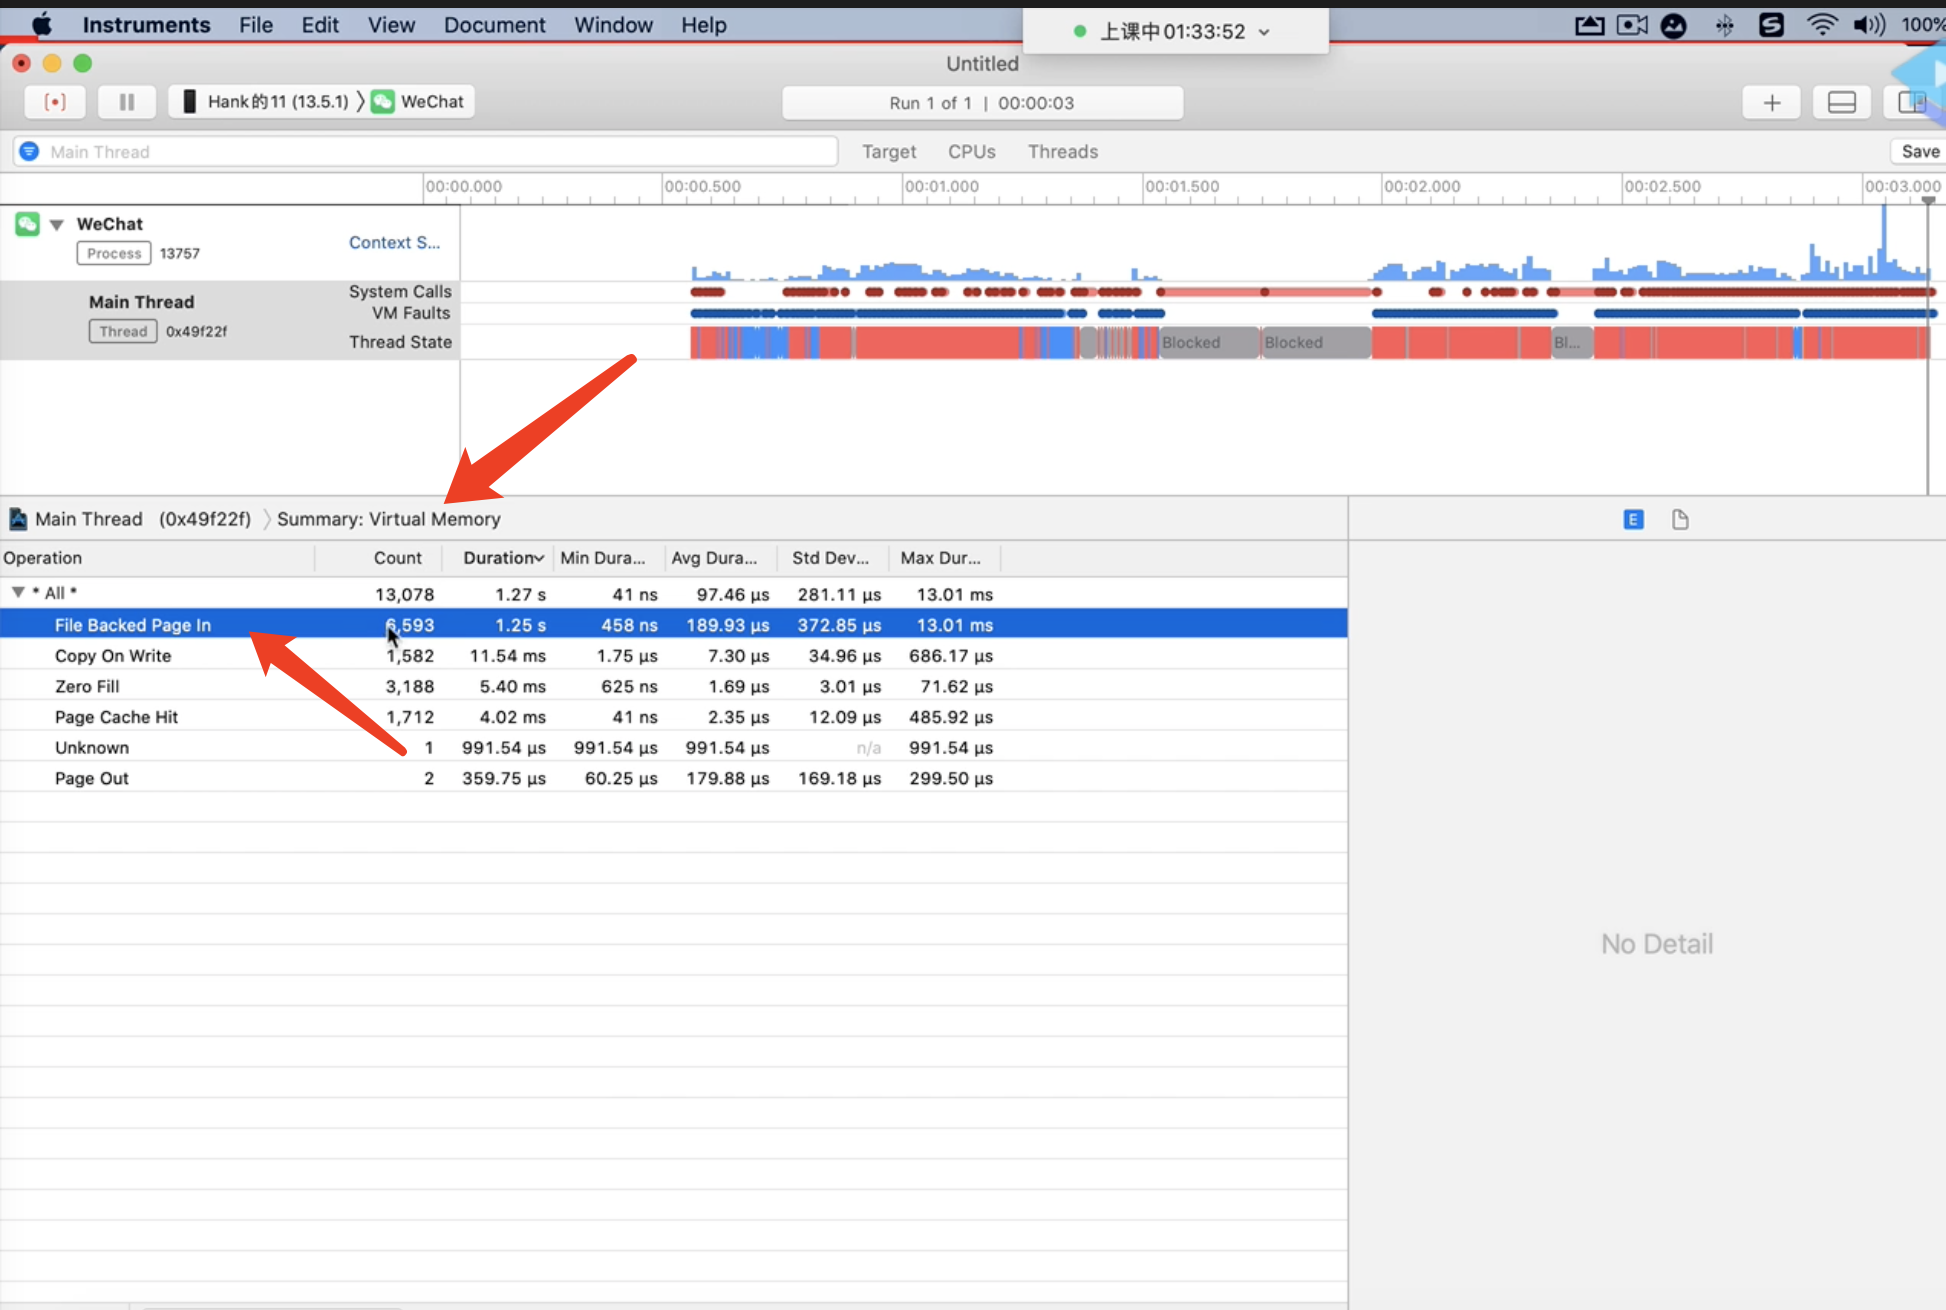 Instruments File Edit View Document Window Help 上课中01:33:52 100%
Untitled
Hank的11 (13.5.1) WeChat Run 1 of 1 | 00:00:03
Main Thread Target CPUs Threads Save
00:00.000 00:00.500 00:01.000 00:01.500 00:02.000 00:02.500 00:03.000
WeChat
Process 13757 Context S...
Main Thread
Thread 0x49f22f
System Calls
VM Faults
Thread State Blocked Blocked Bl...
Main Thread (0x49f22f) Summary: Virtual Memory E
Operation Count Duration Min Dura... Avg Dura... Std Dev... Max Dur...
* All * 13,078 1.27 s 41 ns 97.46 µs 281.11 µs 13.01 ms
File Backed Page In 6,593 1.25 s 458 ns 189.93 µs 372.85 µs 13.01 ms
Copy On Write 1,582 11.54 ms 1.75 µs 7.30 µs 34.96 µs 686.17 µs
Zero Fill 3,188 5.40 ms 625 ns 1.69 µs 3.01 µs 71.62 µs
Page Cache Hit 1,712 4.02 ms 41 ns 2.35 µs 12.09 µs 485.92 µs
Unknown 1 991.54 µs 991.54 µs 991.54 µs n/a 991.54 µs
Page Out 2 359.75 µs 60.25 µs 179.88 µs 169.18 µs 299.50 µs
No Detail